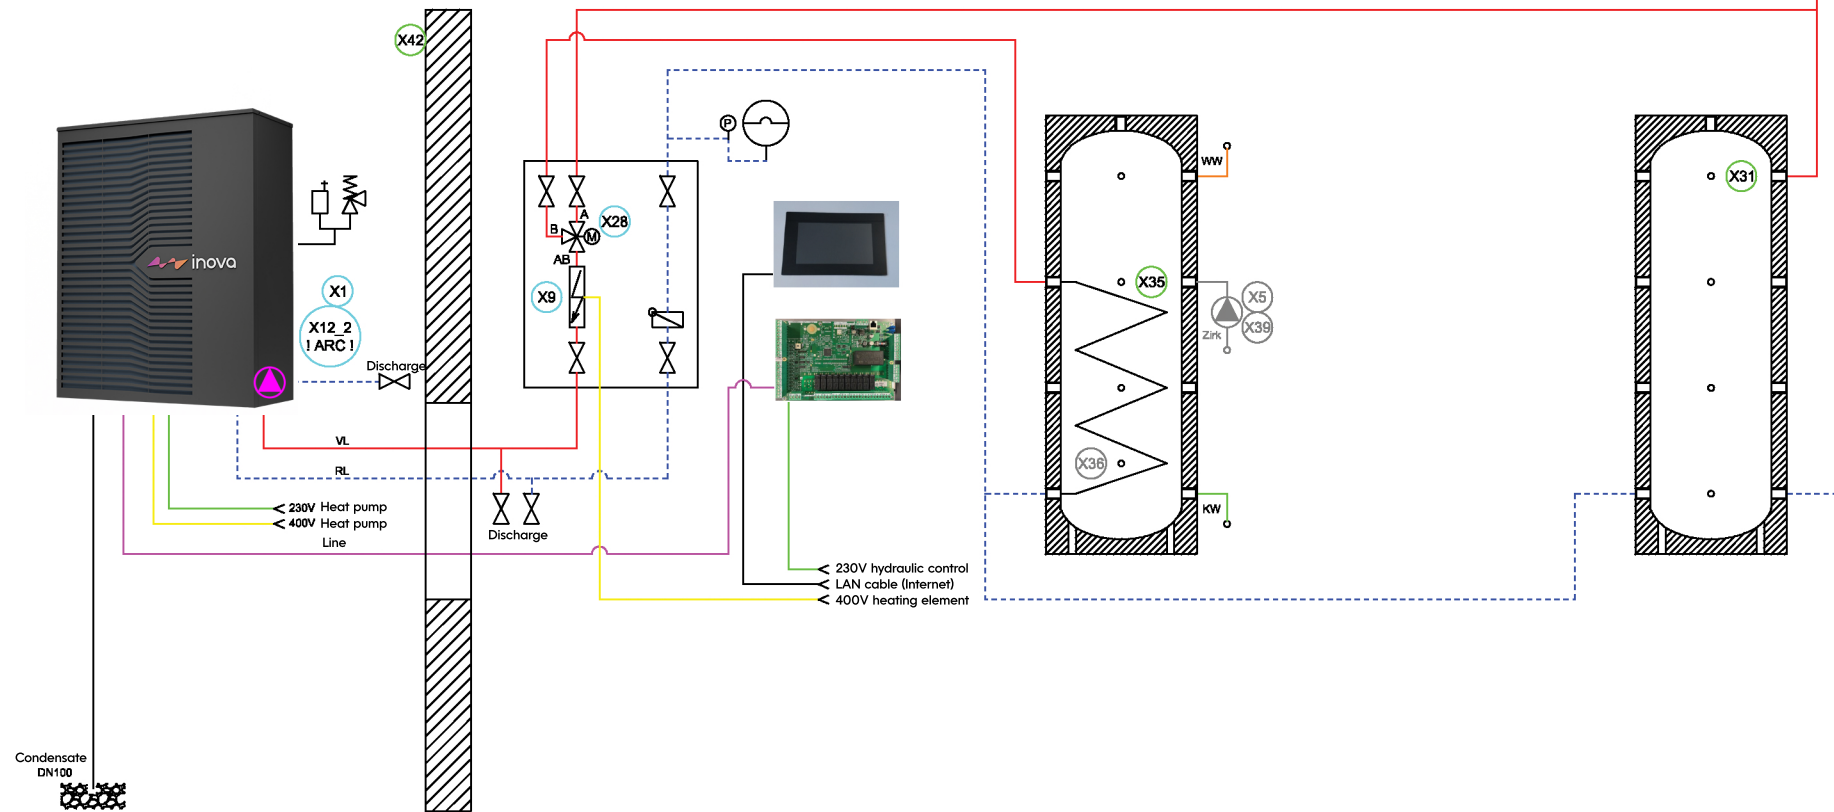 X42
P
WW
X31
A
X28
B
M
AB
inova
X9
X35
X1
X5
X12_2
! ARC !
Zirk
X39
Discharge
VL
RL
X36
KW
230V Heat pump
400V Heat pump
Discharge
Line
230V hydraulic control
LAN cable (Internet)
400V heating element
Condensate
DN100